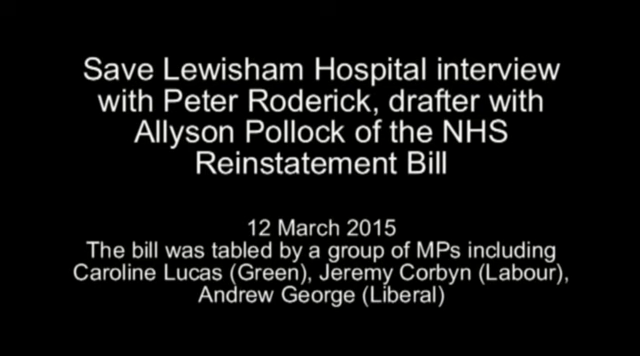 Save Lewisham Hospital interview
with Peter Roderick, drafter with
Allyson Pollock of the NHS
Reinstatement Bill
12 March 2015
The bill was tabled by a group of MPs including
Caroline Lucas (Green), Jeremy Corbyn (Labour),
Andrew George (Liberal)